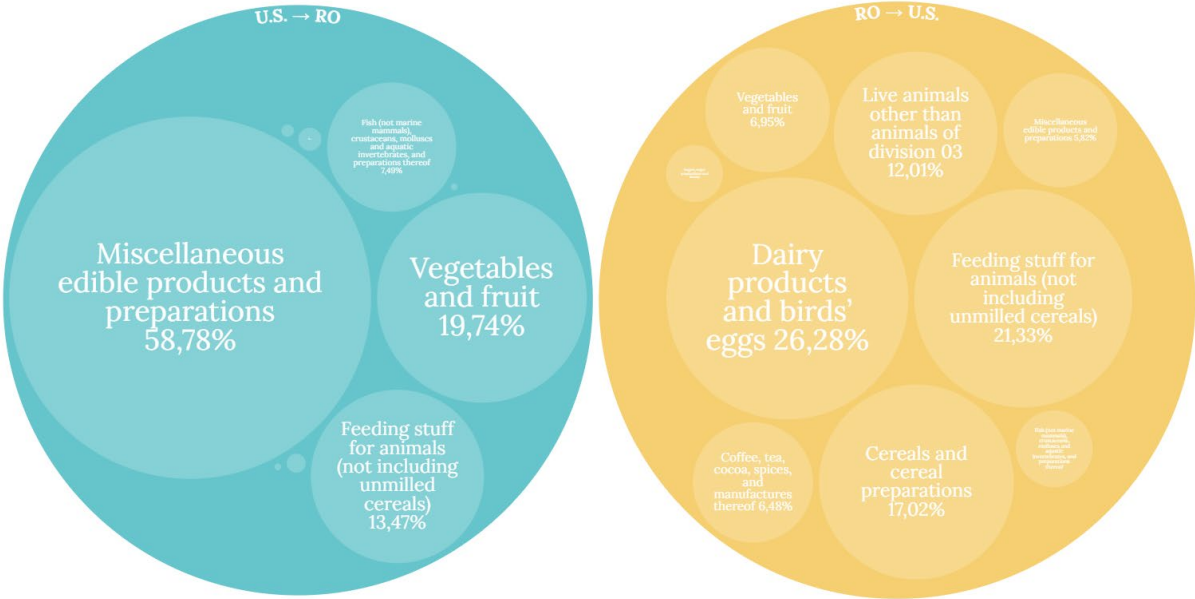 U.S. → RO
Fish (not marine
mammals),
crustaceans, molluscs
and aquatic
invertebrates, and
preparations thereof
7,49%
Miscellaneous
edible products and
preparations
58,78%
Vegetables
and fruit
19,74%
Feeding stuff
for animals
(not including
unmilled
cereals)
13,47%
RO → U.S.
Vegetables
and fruit
6,95%
Live animals
other than
animals of
division 03
12,01%
Miscellaneous
edible products and
preparations 5,82%
Dairy
products
and birds’
eggs 26,28%
Feeding stuff for
animals (not
including
unmilled cereals)
21,33%
Coffee, tea,
cocoa, spices,
and
manufactures
thereof 6,48%
Cereals and
cereal
preparations
17,02%